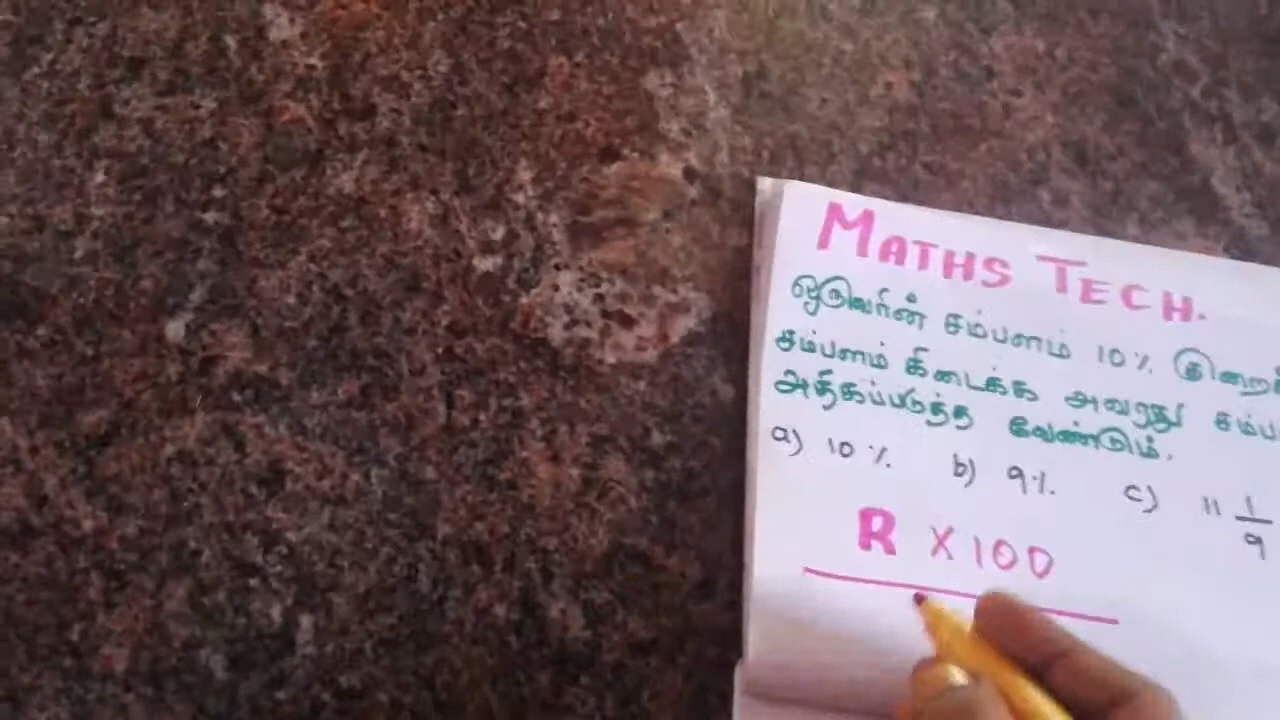 MATHS TECH.
ஒருவரின் சம்பளம் 10%
சம்பளம் கிடைக்க அவரது
அதிகப்படுத்த வேண்டும்.
a) 10% b) 9% c) 11 1/9
R X 100